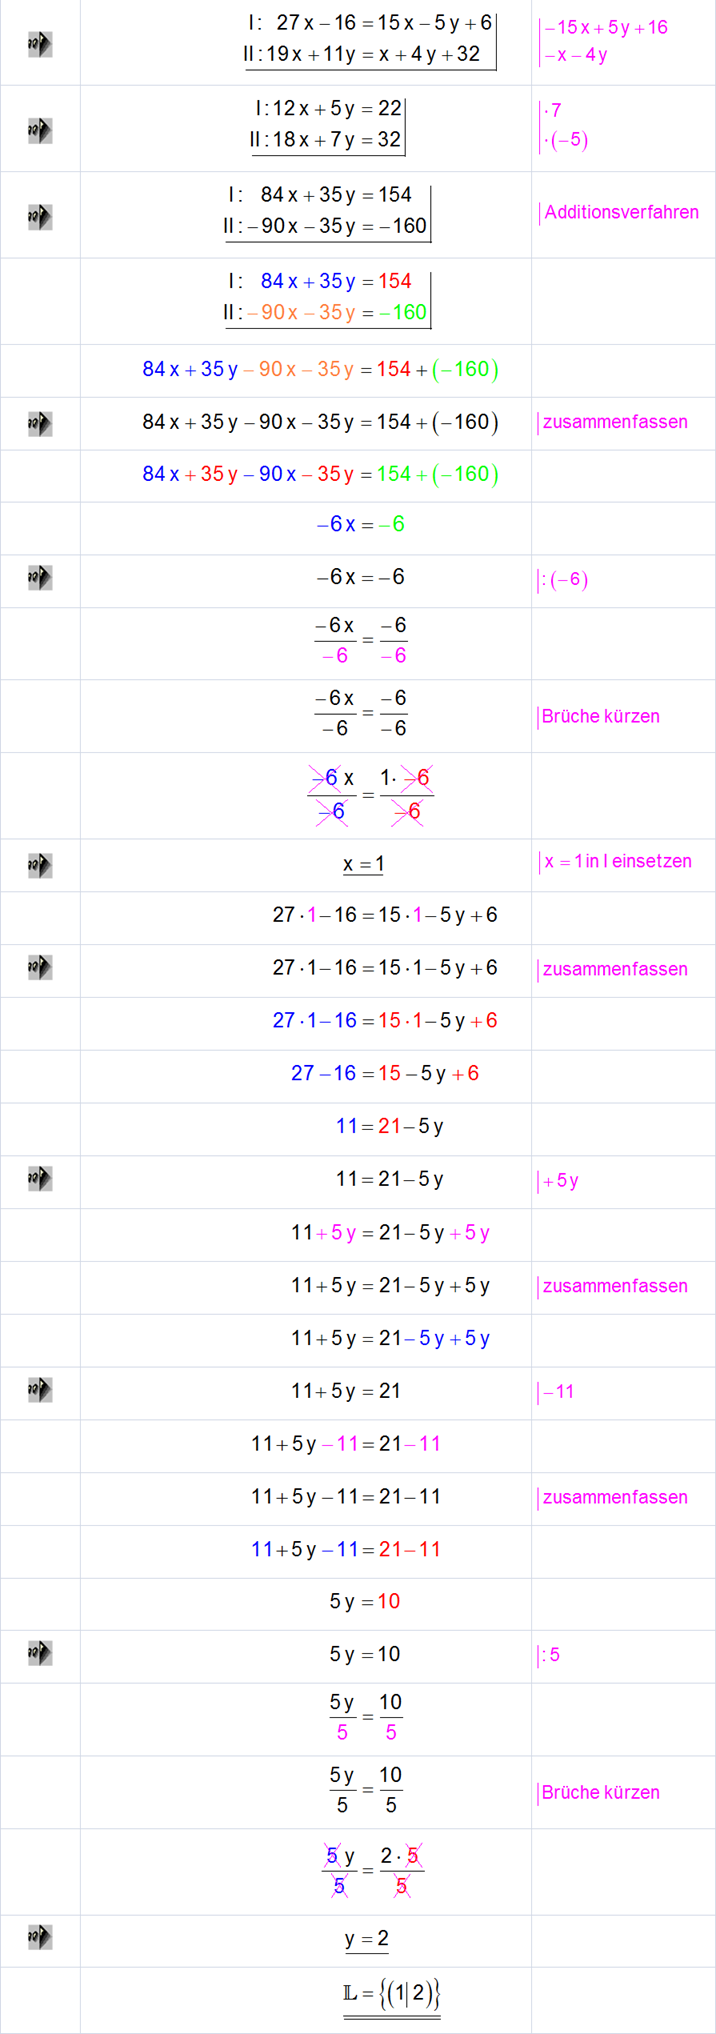 I: 27x − 16 = 15x − 5y + 6 | −15x + 5y + 16
II: 19x + 11y = x + 4y + 32 | −x − 4y
I: 12x + 5y = 22 | ·7
II: 18x + 7y = 32 | ·(−5)
I: 84x + 35y = 154
II: −90x − 35y = −160 | Additionsverfahren
I: 84x + 35y = 154
II: −90x − 35y = −160
84x + 35y − 90x − 35y = 154 + (−160)
84x + 35y − 90x − 35y = 154 + (−160) | zusammenfassen
84x + 35y − 90x − 35y = 154 + (−160)
−6x = −6
−6x = −6 | : (−6)
−6x/−6 = −6/−6
−6x/−6 = −6/−6 | Brüche kürzen
−6x/−6 = 1·−6/−6
x = 1 | x = 1 in I einsetzen
27·1 − 16 = 15·1 − 5y + 6
27·1 − 16 = 15·1 − 5y + 6 | zusammenfassen
27·1 − 16 = 15·1 − 5y + 6
27 − 16 = 15 − 5y + 6
11 = 21 − 5y
11 = 21 − 5y | +5y
11 + 5y = 21 − 5y + 5y
11 + 5y = 21 − 5y + 5y | zusammenfassen
11 + 5y = 21 − 5y + 5y
11 + 5y = 21 | −11
11 + 5y − 11 = 21 − 11
11 + 5y − 11 = 21 − 11 | zusammenfassen
11 + 5y − 11 = 21 − 11
5y = 10
5y = 10 | : 5
5y/5 = 10/5
5y/5 = 10/5 | Brüche kürzen
5y/5 = 2·5/5
y = 2
𝕃 = {(1|2)}